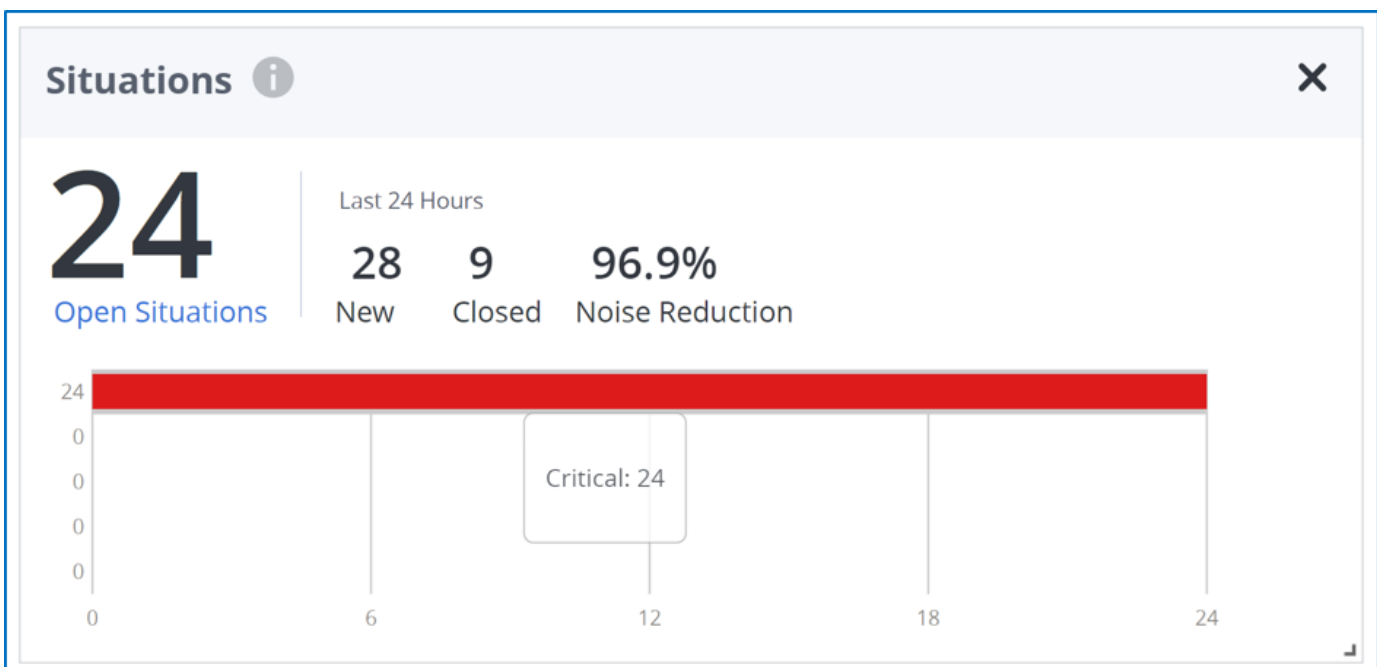 Situations i
24
Open Situations
Last 24 Hours
28 9 96.9%
New Closed Noise Reduction
24
0
0
Critical: 24
0
0
0 6 12 18 24